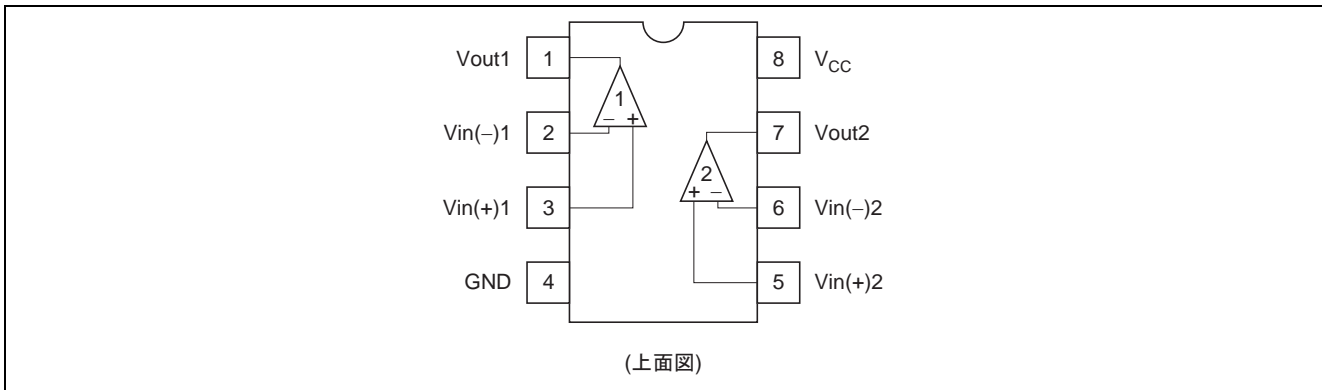 Vout1 1 8 VCC
1
− +
Vin(−)1 2 7 Vout2
2
+ −
Vin(+)1 3 6 Vin(−)2
GND 4 5 Vin(+)2
(上面図)